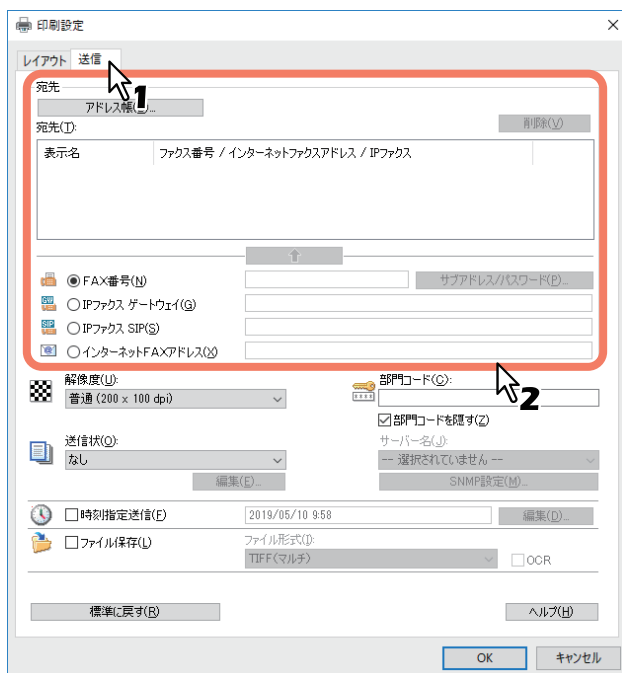 印刷設定
レイアウト 送信
1
宛先
アドレス帳(
宛先(T):
削除(V)
表示名 ファクス番号 / インターネットファクスアドレス / IPファクス
FAX番号(N)
サブアドレス/パスワード(P)...
IPファクス ゲートウェイ(G)
IPファクス SIP(S)
インターネットFAXアドレス(X)
2
解像度(U):
普通 (200 x 100 dpi)
部門コード(C):
部門コードを隠す(Z)
送信状(O):
なし
編集(E)...
サーバー名(J):
-- 選択されていません --
SNMP設定(M)...
時刻指定送信(F) 2019/05/10 9:58 編集(D)...
ファイル保存(L)
ファイル形式(I):
TIFF(マルチ) OCR
標準に戻す(R) ヘルプ(H)
OK キャンセル